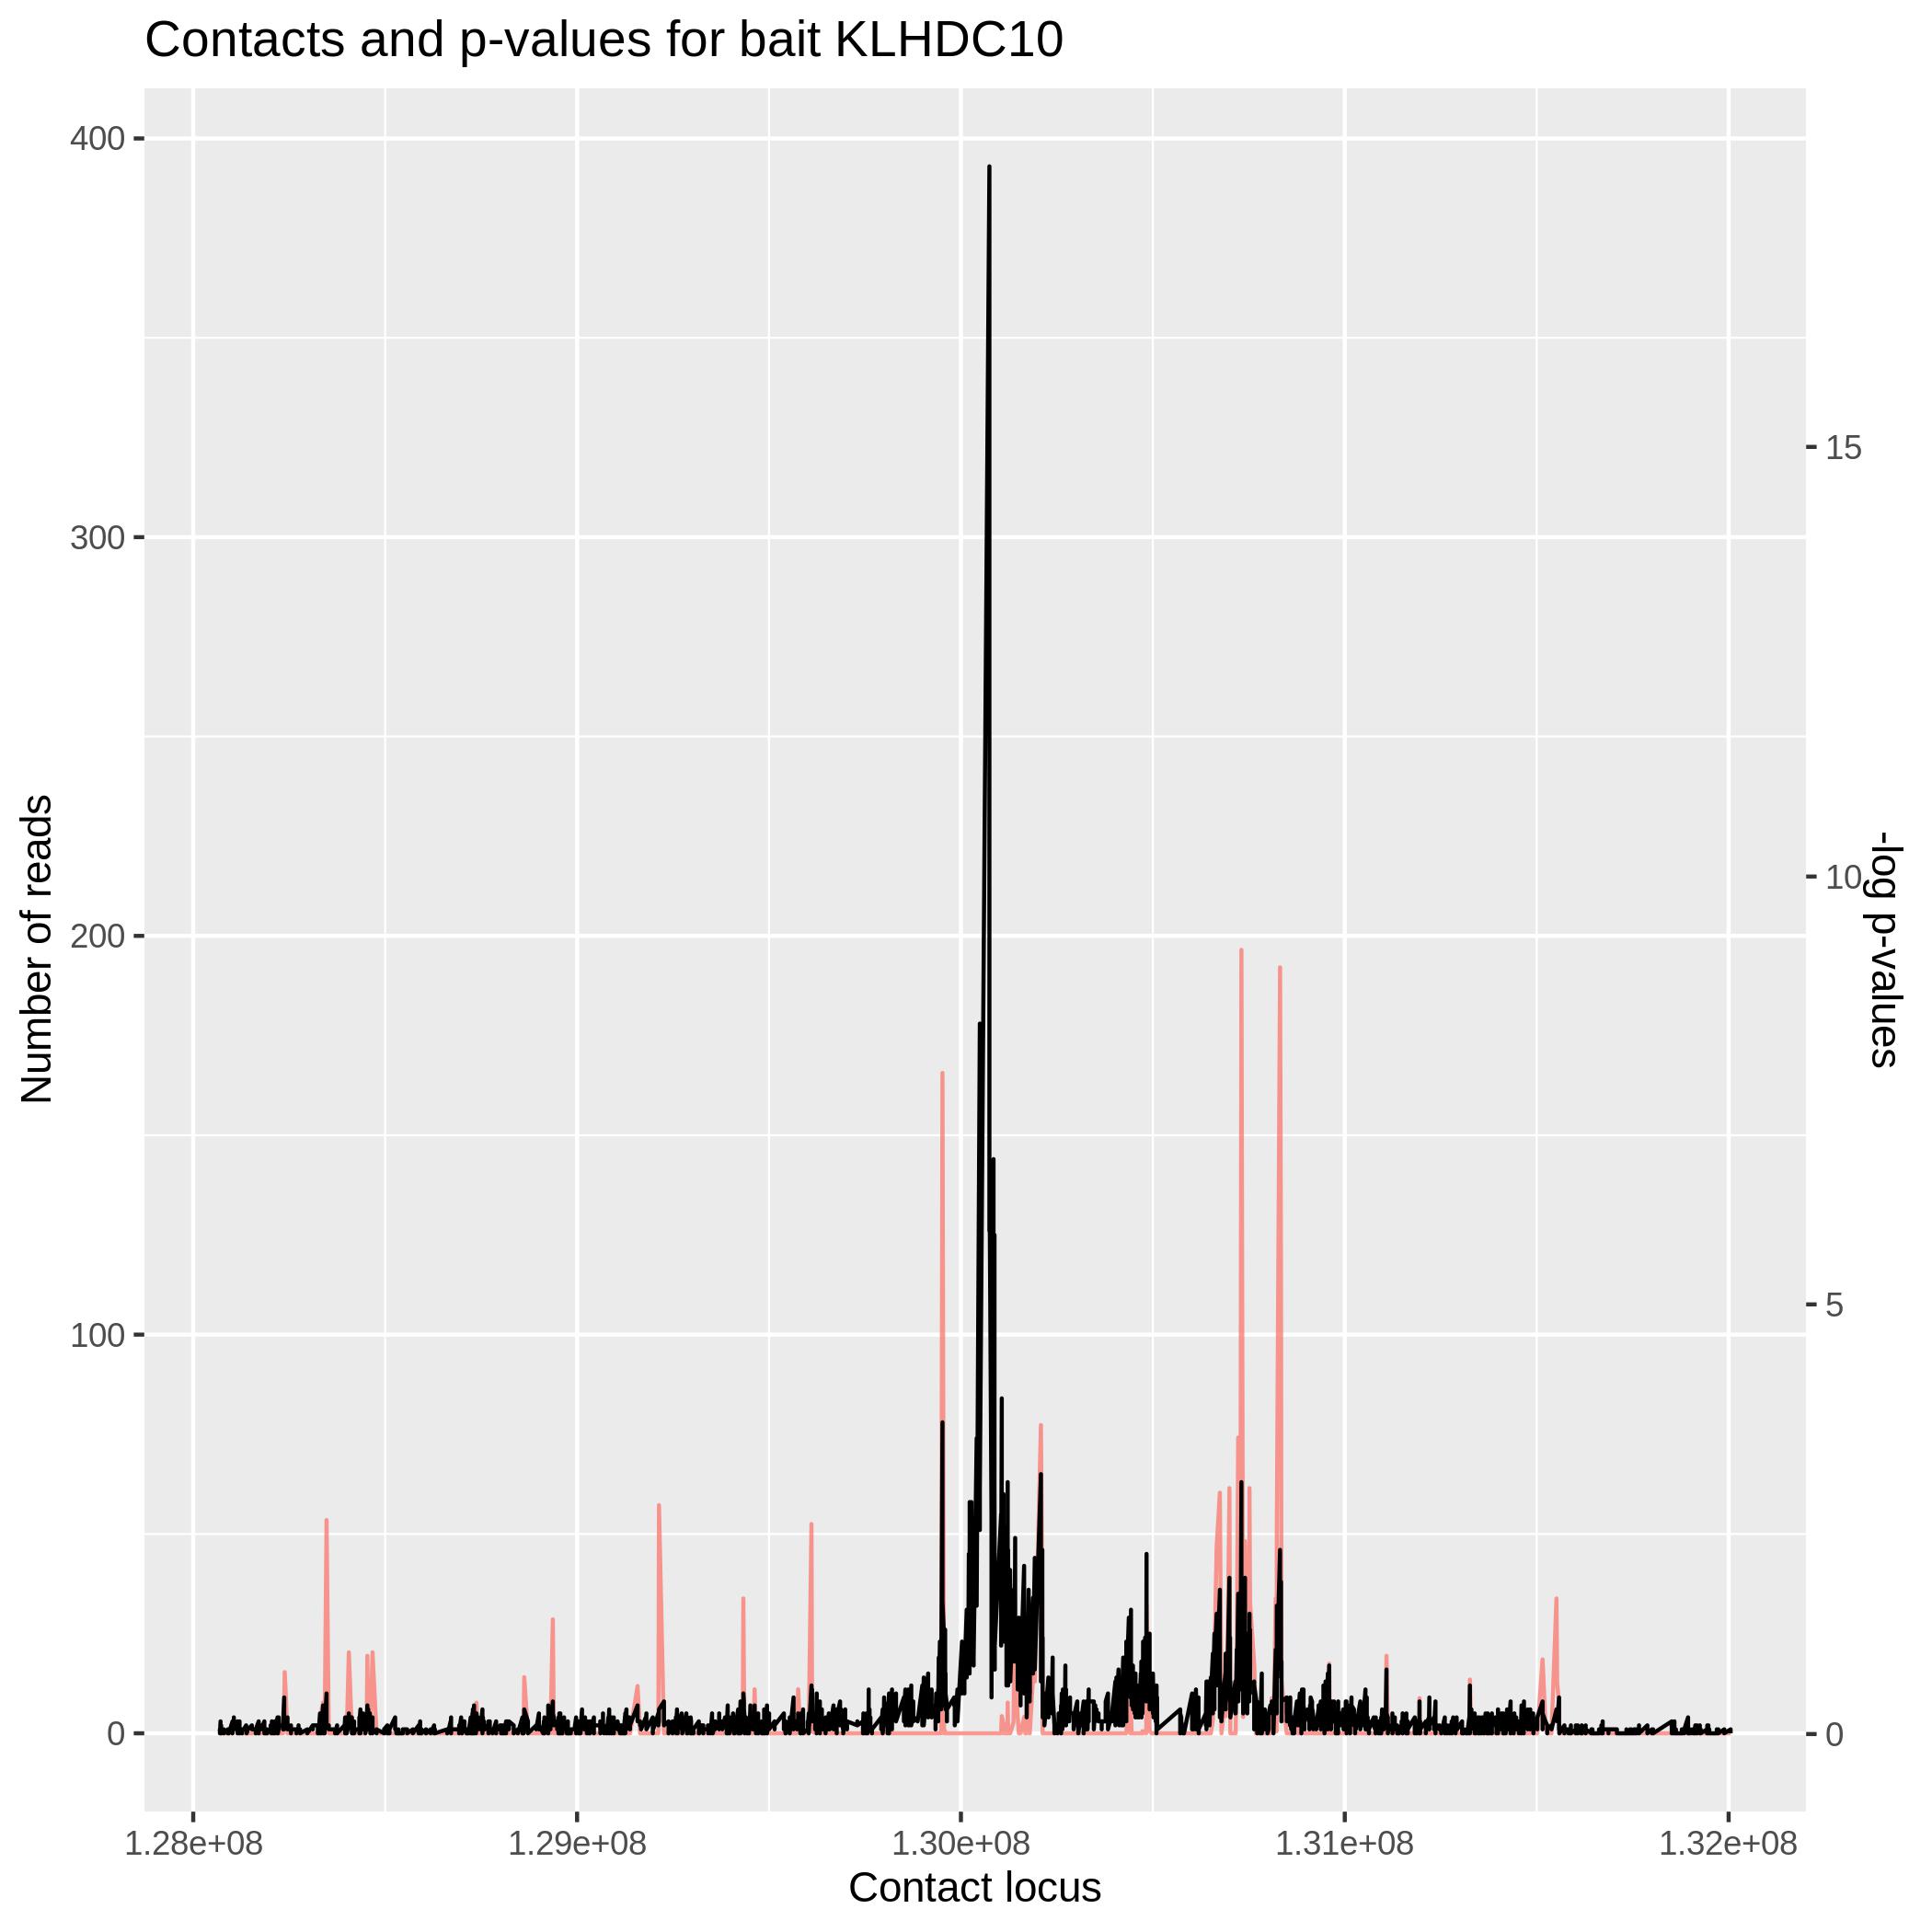 Contacts and p-values for bait KLHDC10
400
300
200
100
0
Number of reads
15
10
5
0
-log p-values
1.28e+08
1.29e+08
1.30e+08
1.31e+08
1.32e+08
Contact locus